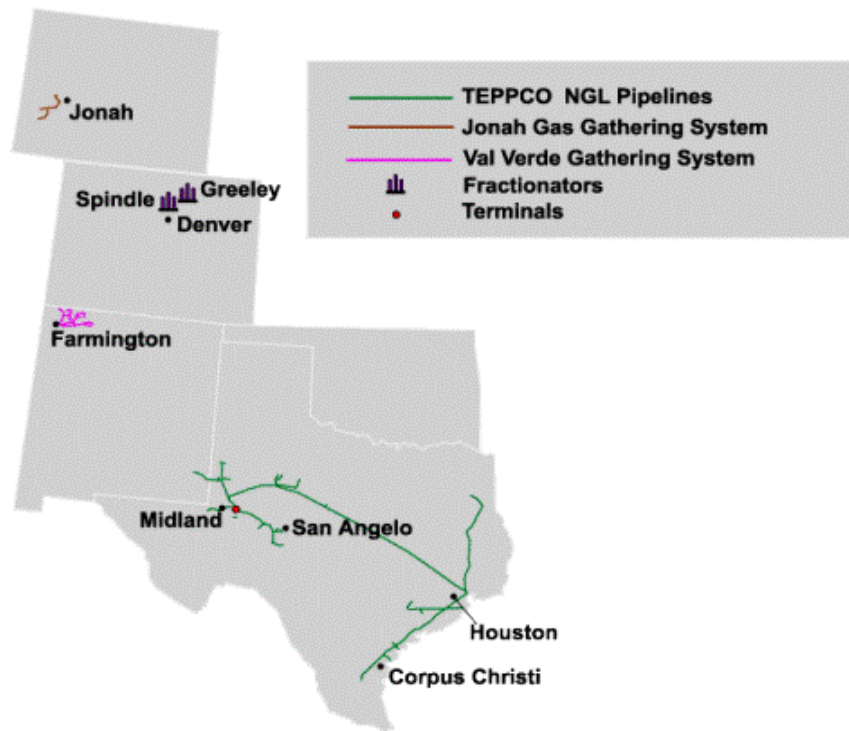 TEPPCO NGL Pipelines
Jonah Gas Gathering System
Val Verde Gathering System
Fractionators
Terminals
Jonah
Greeley
Spindle
Denver
Farmington
Midland
San Angelo
Houston
Corpus Christi